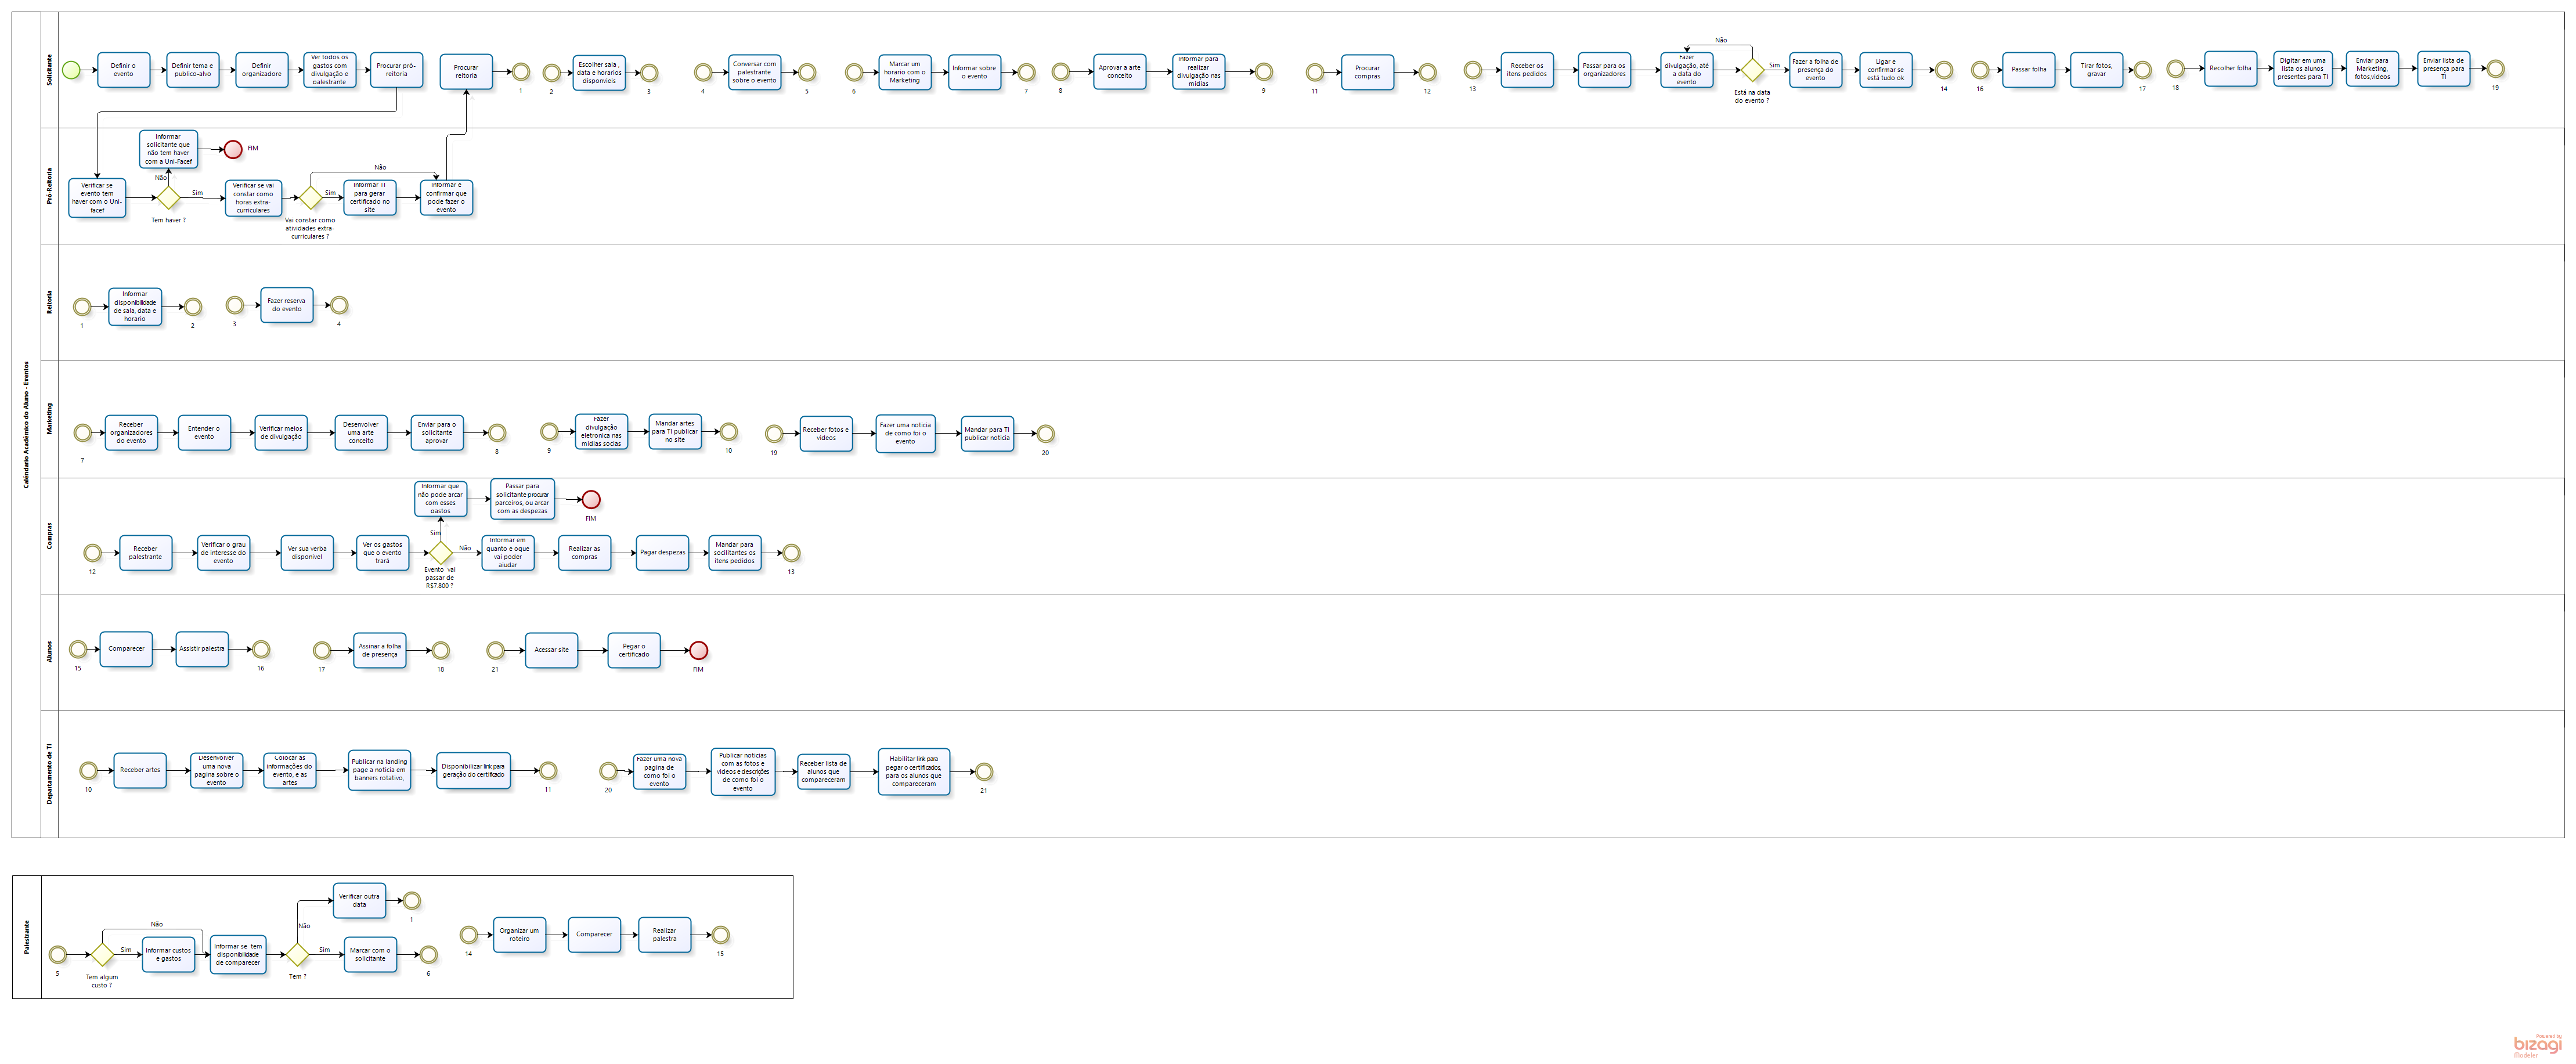 Caléndario Acadêmico do Aluno - Eventos
Solicitante
Definir o
evento
Definir tema e
publico-alvo
Definir
organizadore
Ver todos os
gastos com
divulgação e
palestrante
Procurar pró-
reitoria
Procurar
reitoria
1
2
Escolher sala ,
data e horarios
disponvieis
3
4
Conversar com
palestrante
sobre o evento
5
6
Marcar um
horario com o
Marketing
Informar sobre
o evento
7
8
Aprovar a arte
conceito
Informar para
realizar
divulgação nas
mídias
9
11
Procurar
compras
12
13
Receber os
itens pedidos
Passar para os
organizadores
Fazer
divulgação, até
a data do
evento
Não
Sim
Está na data
do evento ?
Fazer a folha de
presença do
evento
Ligar e
confirmar se
está tudo ok
14
16
Passar folha
Tirar fotos,
gravar
17
18
Recolher folha
Digitar em uma
lista os alunos
presentes para TI
Enviar para
Marketing,
fotos,videos
Enviar lista de
presença para
TI
19
Pró-Reitoria
Verificar se
evento tem
haver com o Uni-
facef
Não
Sim
Tem haver ?
Informar
solicitante que
não tem haver
com a Uni-Facef
FIM
Verificar se vai
constar como
horas extra-
curriculares
Não
Sim
Vai constar como
atividades extra-
curriculares ?
Informar TI
para gerar
certificado no
site
Informar e
confirmar que
pode fazer o
evento
Reitoria
1
Informar
disponibilidade
de sala, data e
horario
2
3
Fazer reserva
do evento
4
Marketing
7
Receber
organizadores
do evento
Entender o
evento
Verificar meios
de divulgação
Desenvolver
uma arte
conceito
Enviar para o
solicitante
aprovar
8
9
Fazer
divulgação
eletronica nas
midias socias
Mandar artes
para TI publicar
no site
10
19
Receber fotos e
videos
Fazer uma noticia
de como foi o
evento
Mandar para TI
publicar noticia
20
Compras
12
Receber
palestrante
Verificar o grau
de interesse do
evento
Ver sua verba
disponivel
Ver os gastos
que o evento
trará
Sim
Não
Evento vai
passar de
R$7.800 ?
Informar que
não pode arcar
com esses
gastos
Passar para
solicitante procurar
parceiros, ou arcar
com as despezas
FIM
Informar em
quanto e oque
vai poder
ajudar
Realizar as
compras
Pagar despezas
Mandar para
socilitantes os
itens pedidos
13
Alunos
15
Comparecer
Assistir palestra
16
17
Assinar a folha
de presença
18
21
Acessar site
Pegar o
certificado
FIM
Departamento de TI
10
Receber artes
Desenvolver
uma nova
pagina sobre o
evento
Colocar as
informações do
evento, e as
artes
Publicar na landing
page a noticia em
banners rotativo,
Disponibilizar link para
geração do certificado
11
20
Fazer uma nova
pagina de
como foi o
evento
Publicar noticias
com as fotos e
videos e descrições
de como foi o
evento
Receber lista de
alunos que
compareceram
Habilitar link para
pegar o certificados,
para os alunos que
compareceram
21
Palestrante
5
Não
Sim
Tem algum
custo ?
Informar custos
e gastos
Informar se tem
disponibilidade
de comparecer
Não
Sim
Tem ?
Verificar outra
data
1
Marcar com o
solicitante
6
14
Organizar um
roteiro
Comparecer
Realizar
palestra
15
Powered by
bizagi
Modeler